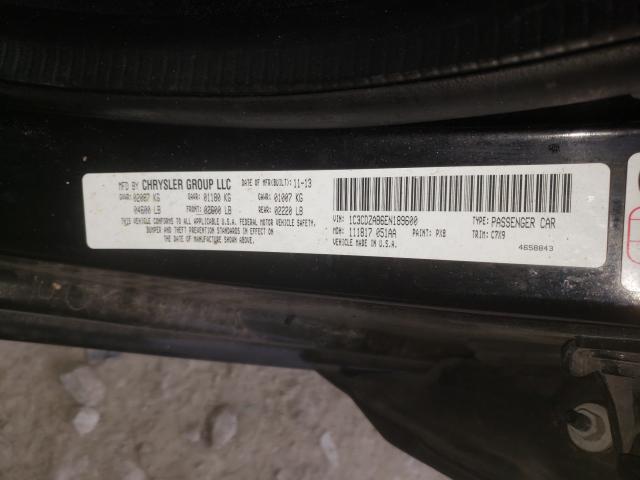 MFD BY CHRYSLER GROUP LLC DATE OF MFR(BUILT): 11-13
GVWR: 02087 KG GAWR: 01180 KG GAWR: 01007 KG
04600 LB FRONT: 02600 LB REAR: 02220 LB
THIS VEHICLE CONFORMS TO ALL APPLICABLE U.S.A. FEDERAL MOTOR VEHICLE SAFETY,
BUMPER AND THEFT PREVENTION STANDARDS IN EFFECT ON THE
DATE OF MANUFACTURE SHOWN ABOVE.
VIN: 1C3CDZAB6EN189600 TYPE: PASSENGER CAR
MDH: 111817 051AA PAINT: PX8 TRIM: C7X9
VEHICLE MADE IN U.S.A. 4658843